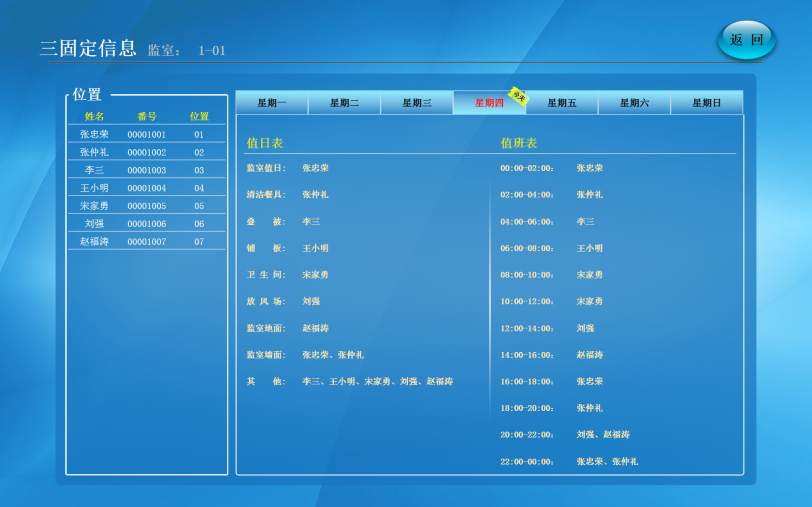 三固定信息 监室： 1-01
返 回
位置
姓名 番号 位置
张忠荣 00001001 01
张仲礼 00001002 02
李三 00001003 03
王小明 00001004 04
宋家勇 00001005 05
刘强 00001006 06
赵福涛 00001007 07
星期一 星期二 星期三 星期四 今天 星期五 星期六 星期日
值日表
监室值日: 张忠荣
清洁餐具: 张仲礼
叠 被: 李三
铺 板: 王小明
卫 生 间: 宋家勇
放 风 场: 刘强
监室地面: 赵福涛
监室墙面: 张忠荣、张仲礼
其 他: 李三、王小明、宋家勇、刘强、赵福涛
值班表
00:00-02:00: 张忠荣
02:00-04:00: 张仲礼
04:00-06:00: 李三
06:00-08:00: 王小明
08:00-10:00: 宋家勇
10:00-12:00: 宋家勇
12:00-14:00: 刘强
14:00-16:00: 赵福涛
16:00-18:00: 张忠荣
18:00-20:00: 张仲礼
20:00-22:00: 刘强、赵福涛
22:00-00:00: 张忠荣、张仲礼